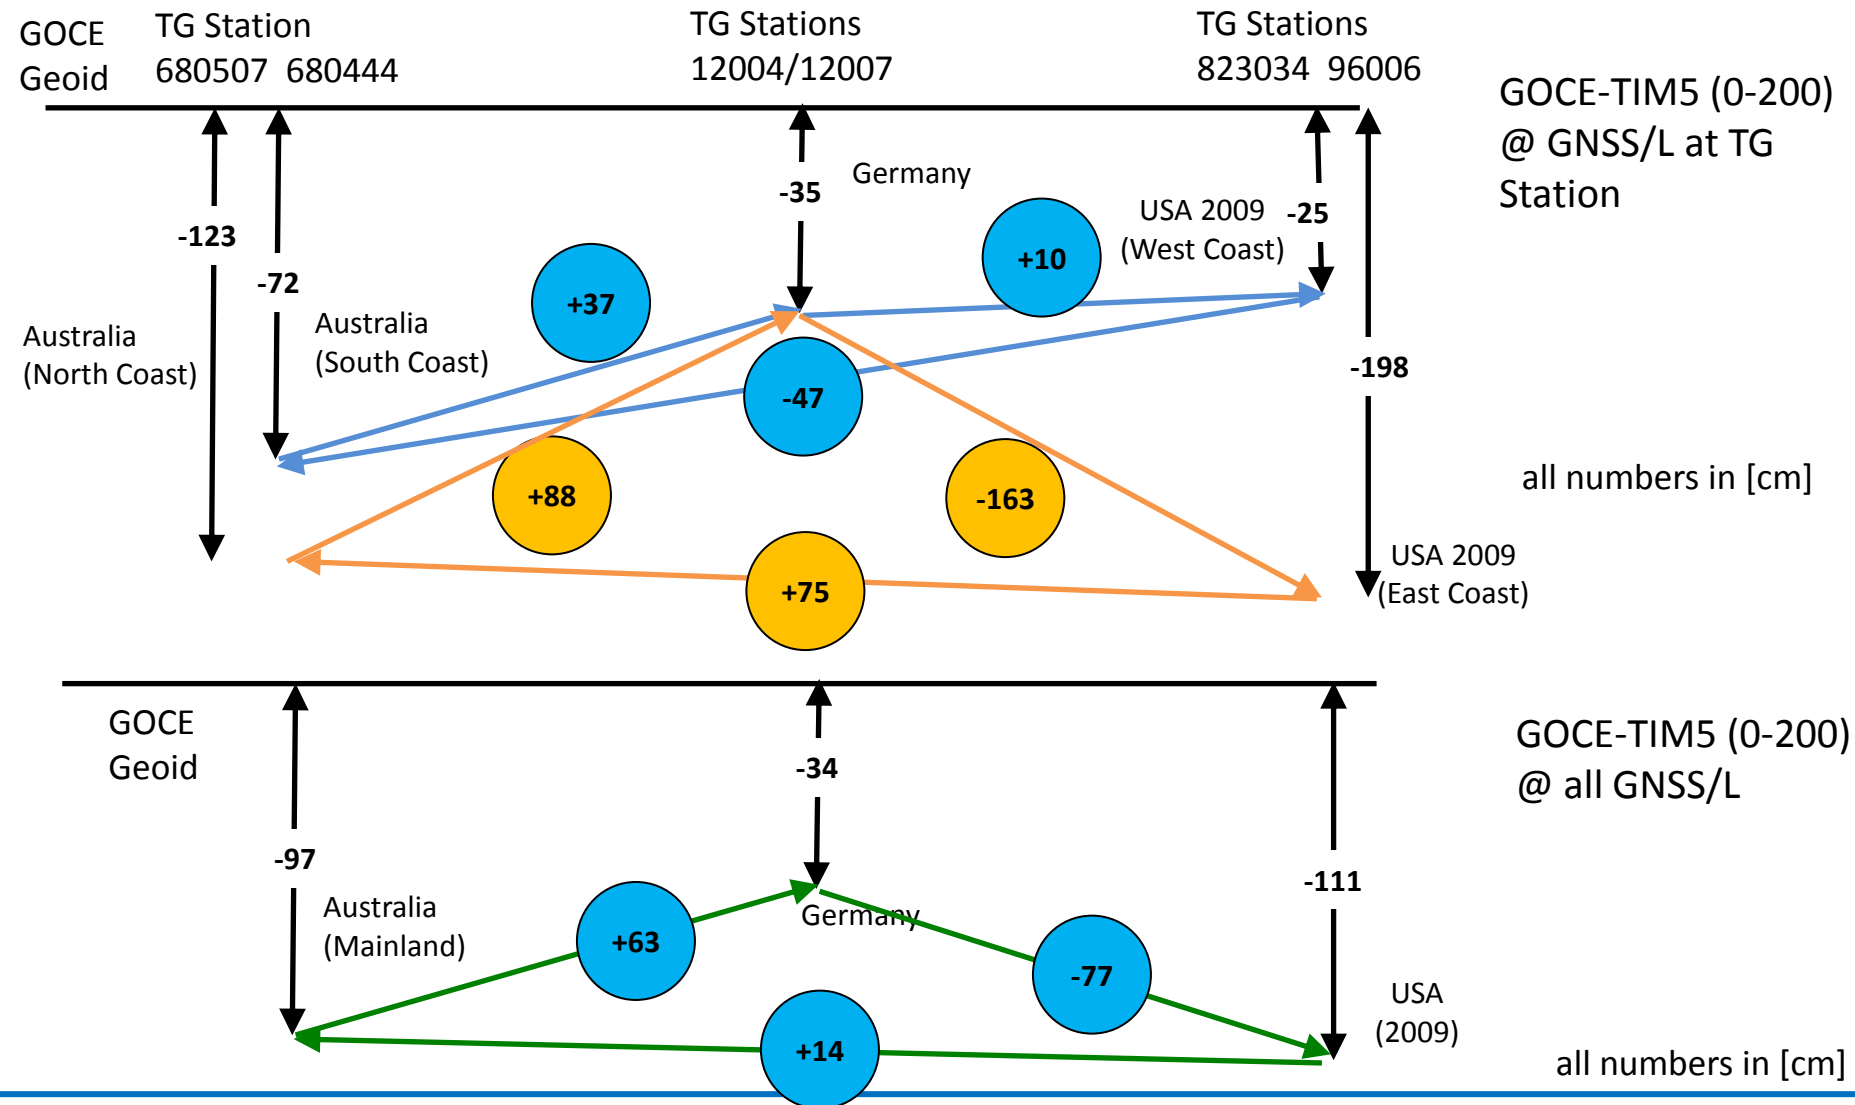 GOCE
Geoid
TG Station
680507 680444
TG Stations
12004/12007
TG Stations
823034 96006
GOCE-TIM5 (0-200)
@ GNSS/L at TG
Station
-123
-72
-35
Germany
USA 2009
(West Coast)
-25
+37
+10
Australia
(North Coast)
Australia
(South Coast)
-47
-198
+88
-163
all numbers in [cm]
+75
USA 2009
(East Coast)
GOCE
Geoid
-34
GOCE-TIM5 (0-200)
@ all GNSS/L
-97
-111
Australia
(Mainland)
Germany
+63
-77
USA
(2009)
+14
all numbers in [cm]